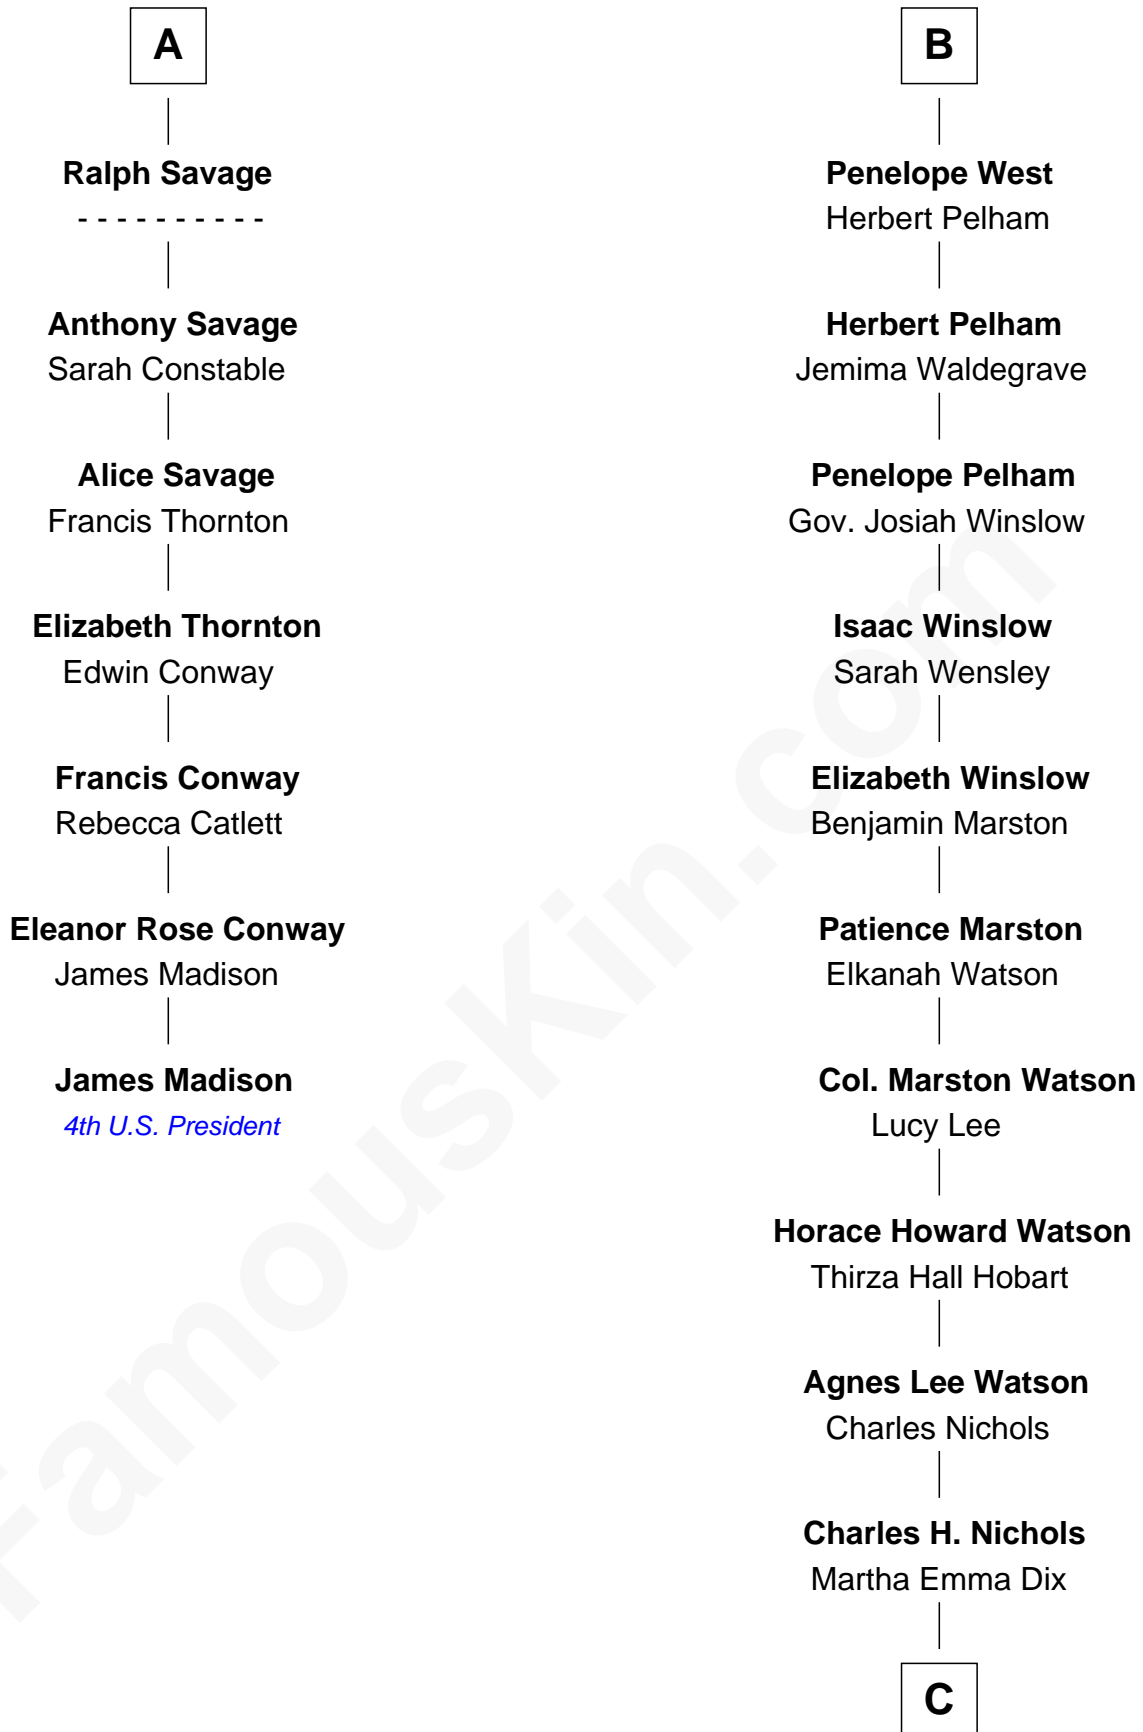 A
Ralph Savage
- - - - - - - - - -
Anthony Savage
Sarah Constable
Alice Savage
Francis Thornton
Elizabeth Thornton
Edwin Conway
Francis Conway
Rebecca Catlett
Eleanor Rose Conway
James Madison
James Madison
4th U.S. President
B
Penelope West
Herbert Pelham
Herbert Pelham
Jemima Waldegrave
Penelope Pelham
Gov. Josiah Winslow
Isaac Winslow
Sarah Wensley
Elizabeth Winslow
Benjamin Marston
Patience Marston
Elkanah Watson
Col. Marston Watson
Lucy Lee
Horace Howard Watson
Thirza Hall Hobart
Agnes Lee Watson
Charles Nichols
Charles H. Nichols
Martha Emma Dix
C
FamousKin.com